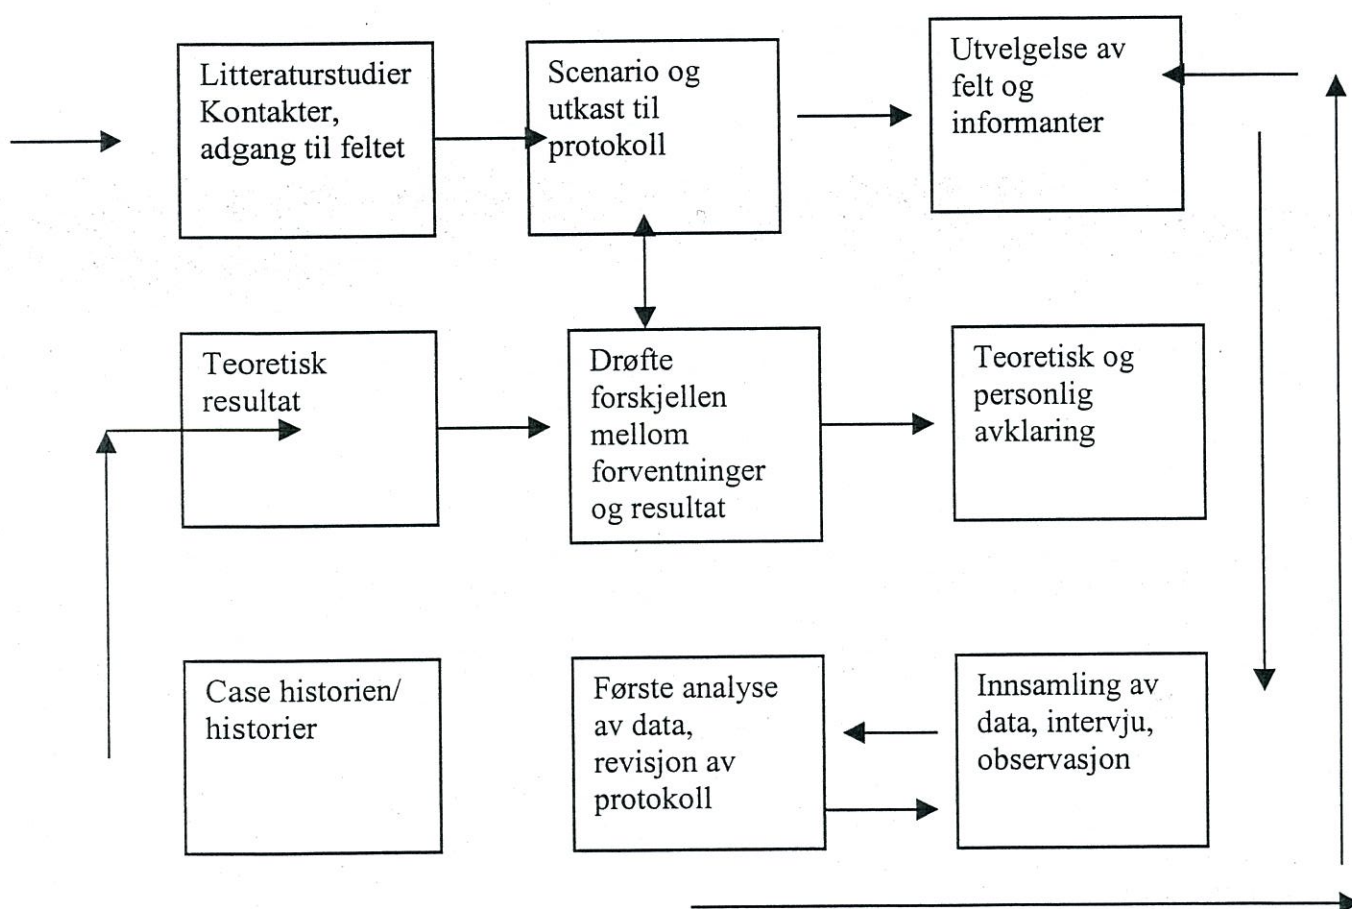 Litteraturstudier
Kontakter,
adgang til feltet
Scenario og
utkast til
protokoll
Utvelgelse av
felt og
informanter
Teoretisk
resultat
Drøfte
forskjellen
mellom
forventninger
og resultat
Teoretisk og
personlig
avklaring
Case historien/
historier
Første analyse
av data,
revisjon av
protokoll
Innsamling av
data, intervju,
observasjon